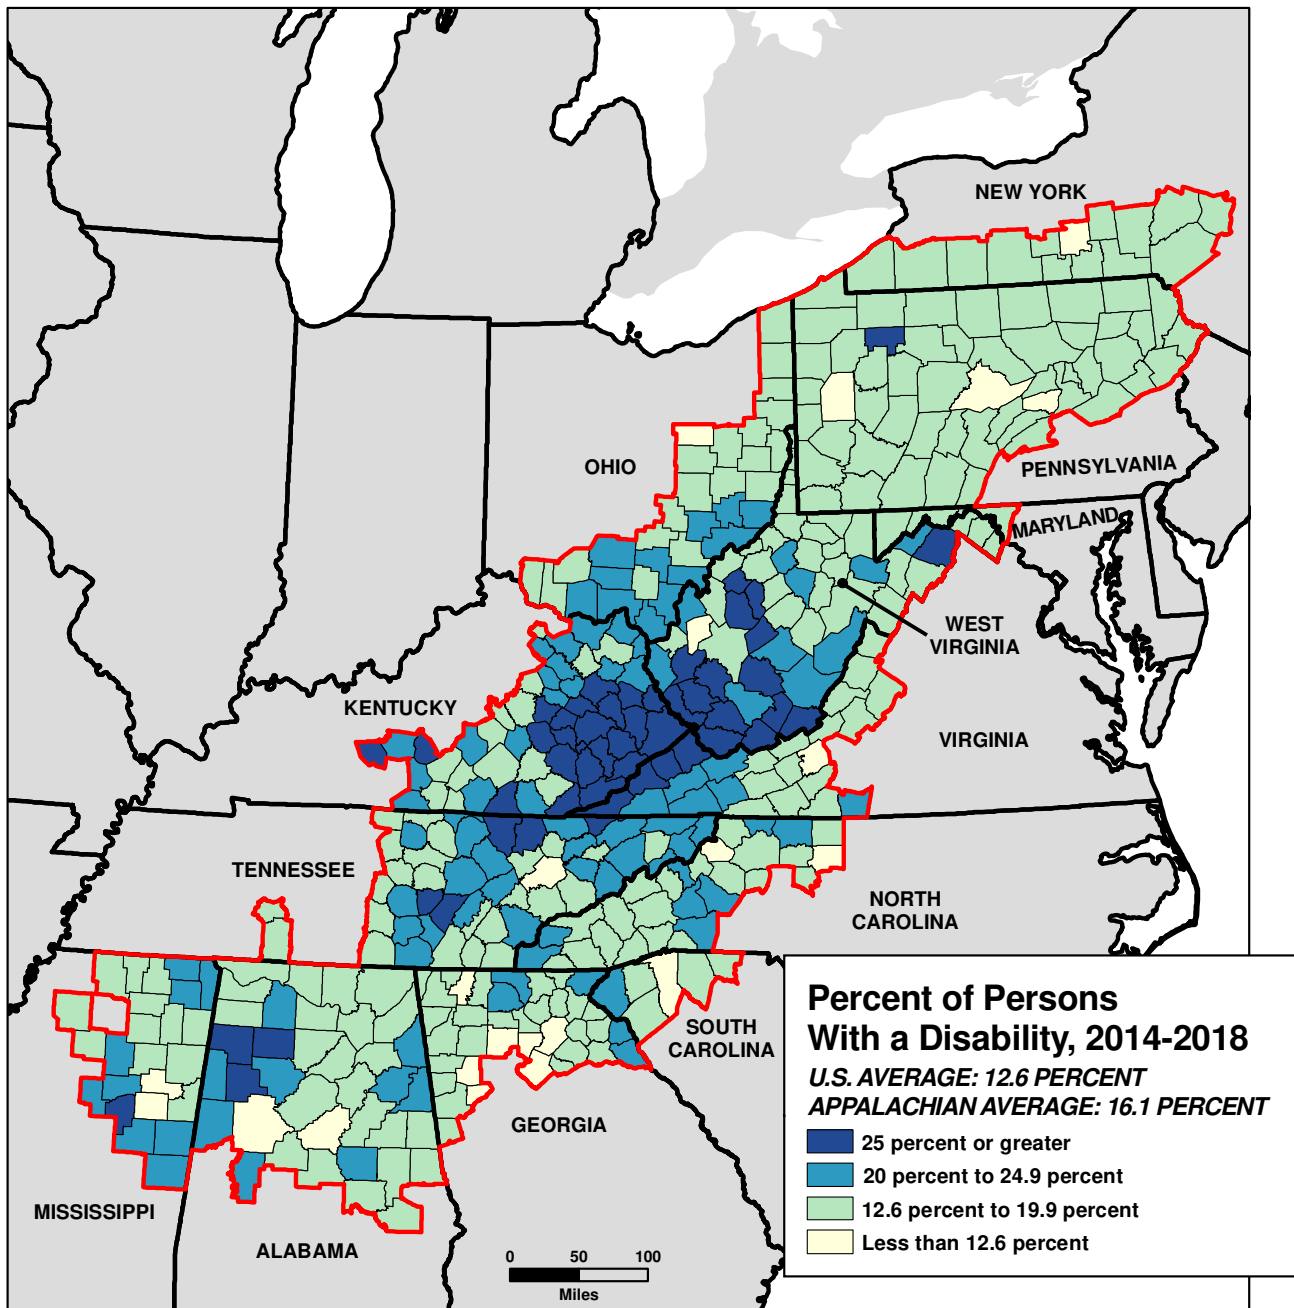 NEW YORK
OHIO
PENNSYLVANIA
MARYLAND
WEST
VIRGINIA
KENTUCKY
VIRGINIA
TENNESSEE
NORTH
CAROLINA
SOUTH
CAROLINA
GEORGIA
MISSISSIPPI
ALABAMA
Percent of Persons
With a Disability, 2014-2018
U.S. AVERAGE: 12.6 PERCENT
APPALACHIAN AVERAGE: 16.1 PERCENT
25 percent or greater
20 percent to 24.9 percent
12.6 percent to 19.9 percent
Less than 12.6 percent
0 50 100
Miles